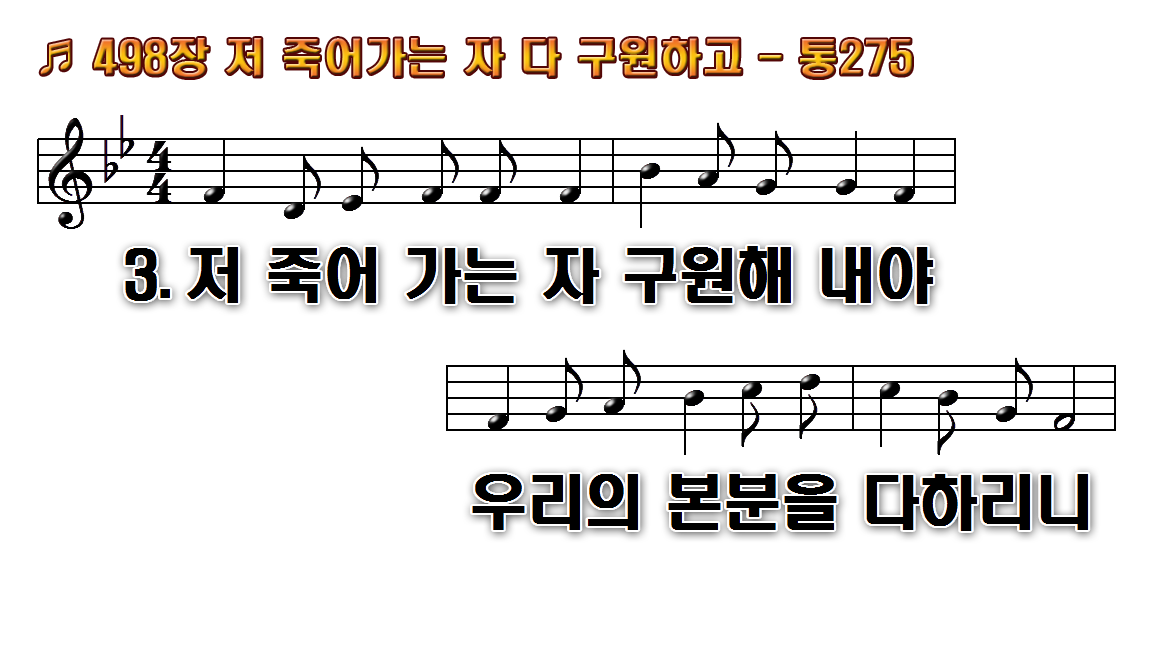 ♬ 498장 저 죽어가는 자 다 구원하고 - 통275
4
4
3. 저 죽어 가는 자 구원해 내야
우리의 본분을 다하리니